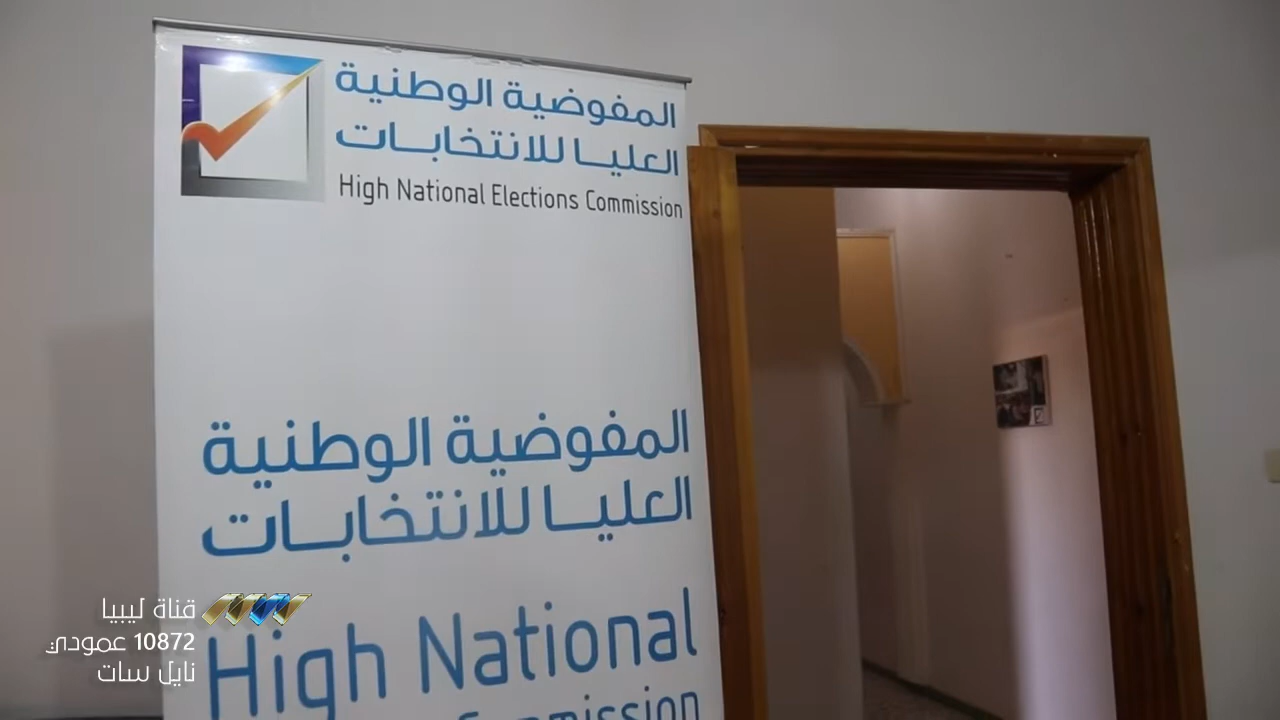 المفوضية الوطنية
العليا للانتخابات
High National Elections Commission
المفوضية الوطنية
العليا للانتخابات
High National
Commission
قناة ليبيا
10872 عمودي
نايل سات